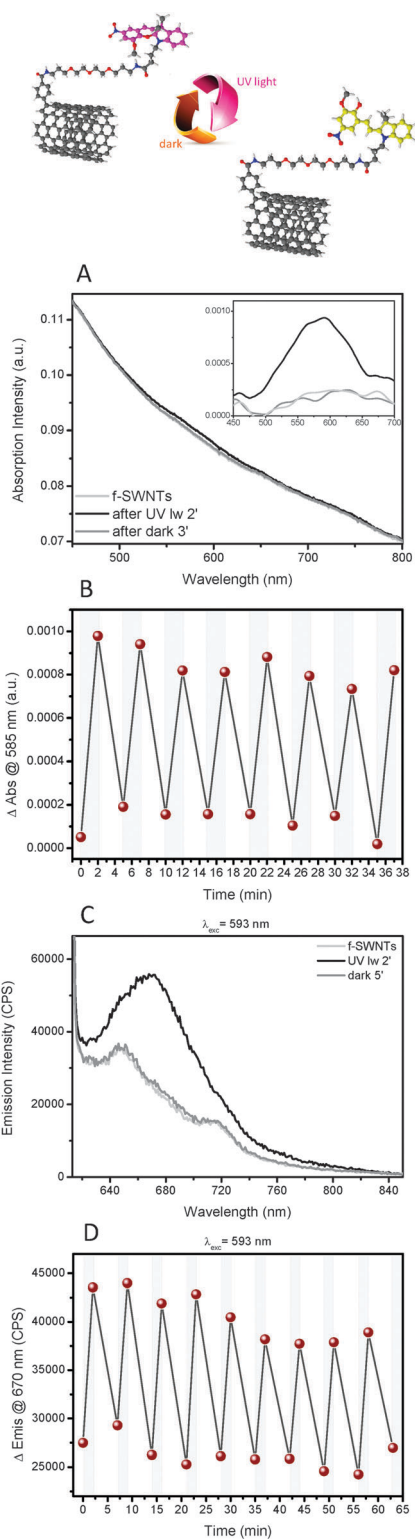 UV light
dark
A
Absorption Intensity (a.u.)
0.11
0.10
0.09
0.08
0.07
500 600 700 800
Wavelength (nm)
f-SWNTs
after UV lw 2'
after dark 3'
0.0010
0.0005
0.0000
450 500 550 600 650 700
B
Δ Abs @ 585 nm (a.u.)
0.0010
0.0008
0.0006
0.0004
0.0002
0.0000
0 2 4 6 8 10 12 14 16 18 20 22 24 26 28 30 32 34 36 38
Time (min)
C
λexc= 593 nm
Emission Intensity (CPS)
60000
40000
20000
0
640 680 720 760 800 840
Wavelength (nm)
f-SWNTs
UV lw 2'
dark 5'
D
λexc= 593 nm
Δ Emis @ 670 nm (CPS)
45000
40000
35000
30000
25000
0 5 10 15 20 25 30 35 40 45 50 55 60 65
Time (min)